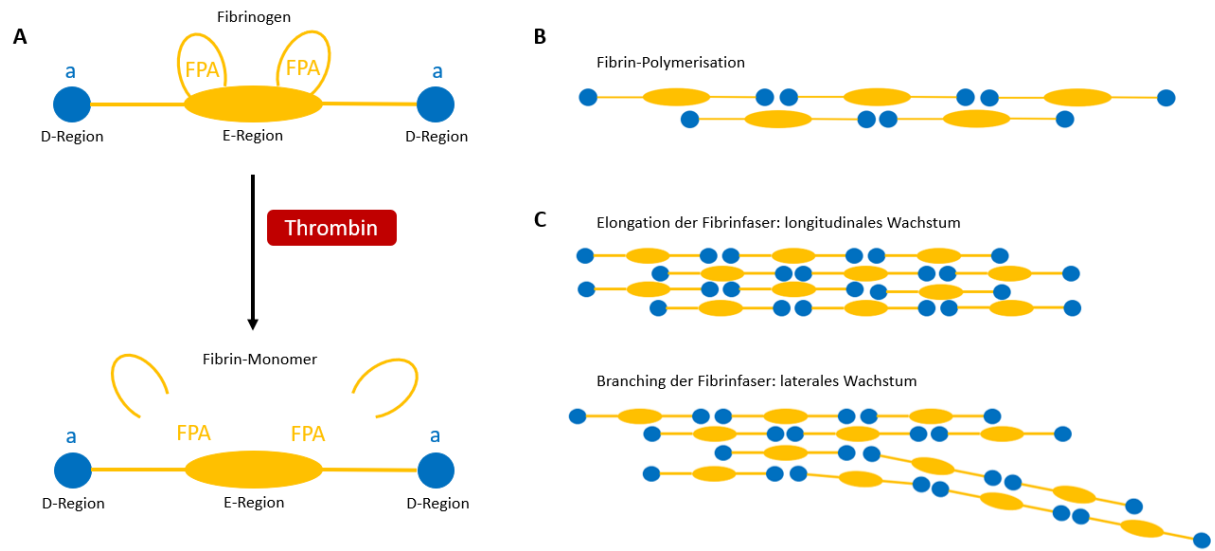 A
Fibrinogen
FPA
FPA
a
a
D-Region
E-Region
D-Region
Thrombin
Fibrin-Monomer
FPA
FPA
a
a
D-Region
E-Region
D-Region
B
Fibrin-Polymerisation
C
Elongation der Fibrinfaser: longitudinales Wachstum
Branching der Fibrinfaser: laterales Wachstum